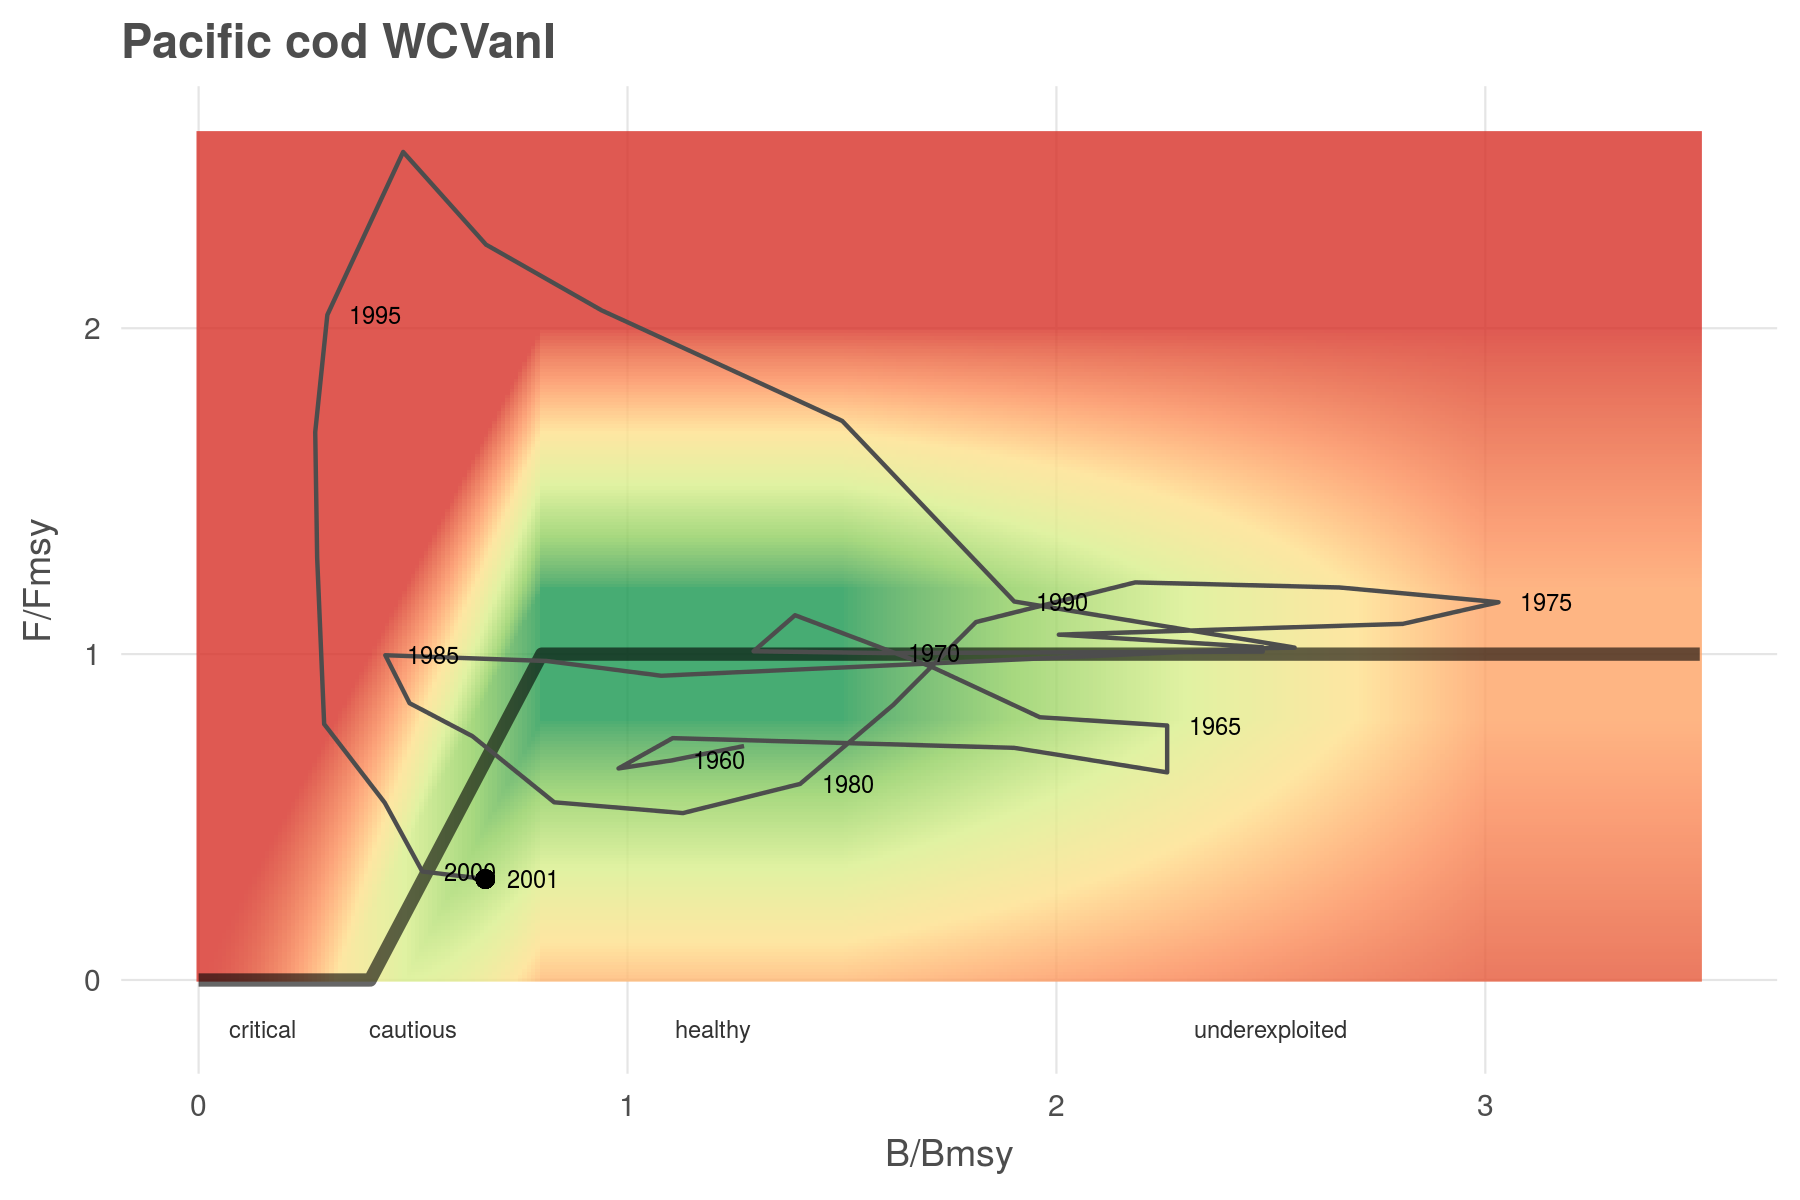 Pacific cod WCVanI
F/Fmsy
2
1
0
1995
1990
1975
1985
1970
1965
1960
1980
2000
2001
critical
cautious
healthy
underexploited
0
1
2
3
B/Bmsy